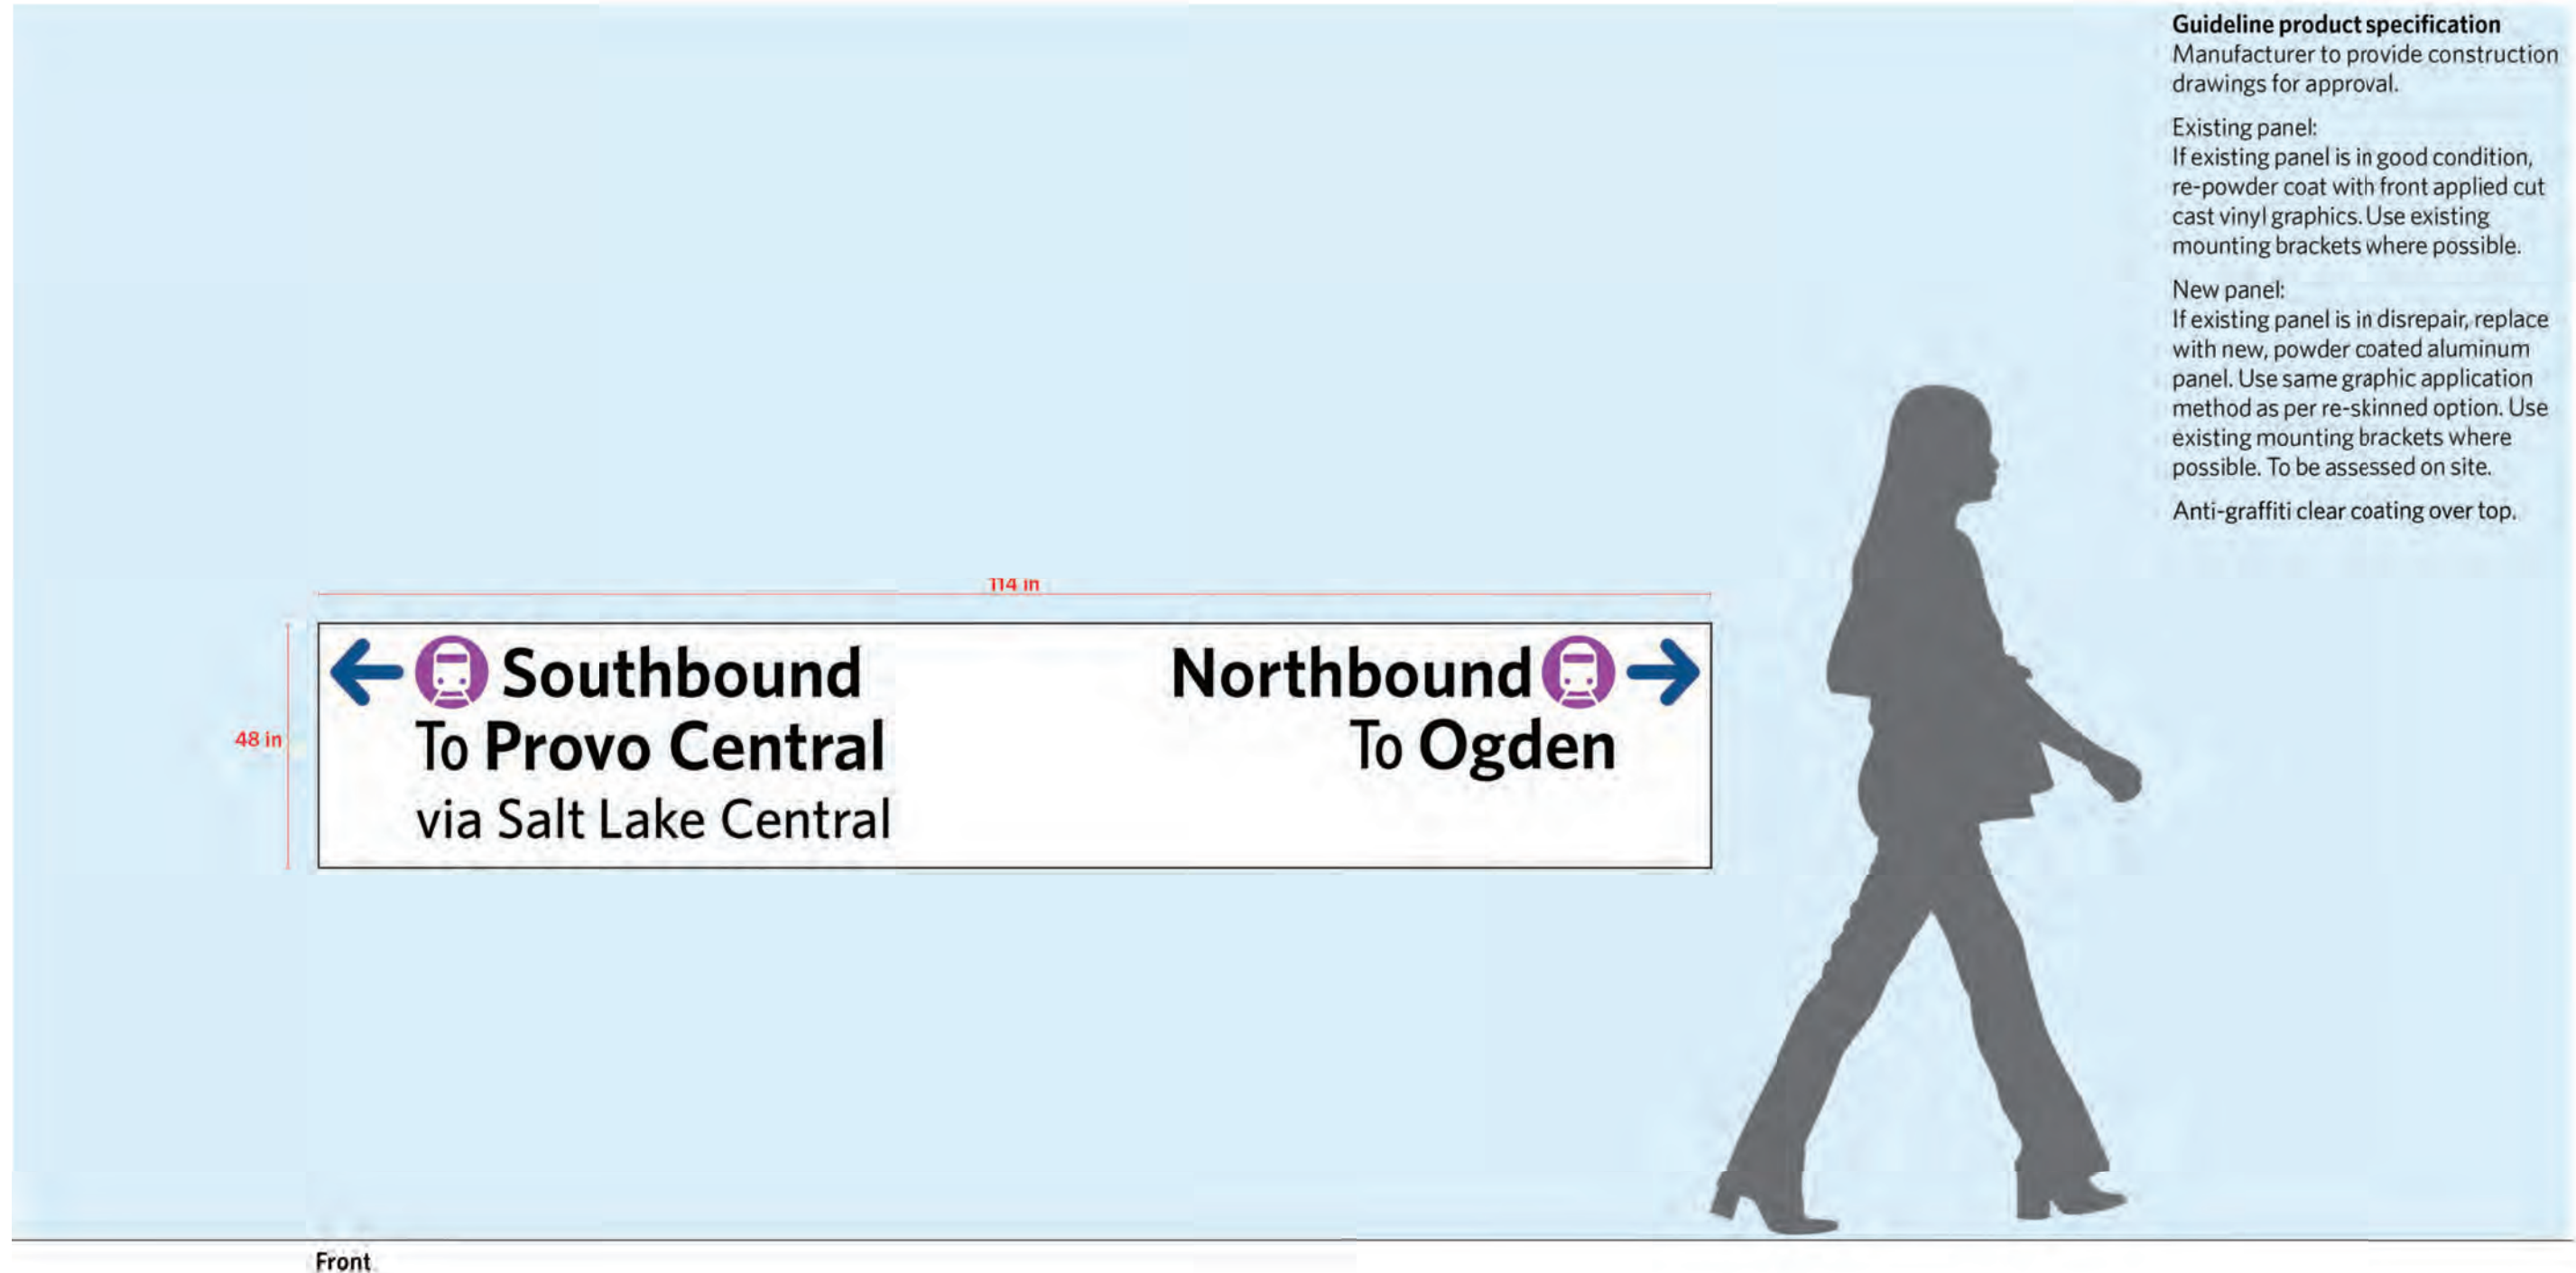 Guideline product specification
Manufacturer to provide construction
drawings for approval.
Existing panel:
If existing panel is in good condition,
re-powder coat with front applied cut
cast vinyl graphics. Use existing
mounting brackets where possible.
New panel:
If existing panel is in disrepair, replace
with new, powder coated aluminum
panel. Use same graphic application
method as per re-skinned option. Use
existing mounting brackets where
possible. To be assessed on site.
Anti-graffiti clear coating over top.
114 in
48 in
Southbound
To Provo Central
via Salt Lake Central
Northbound
To Ogden
Front